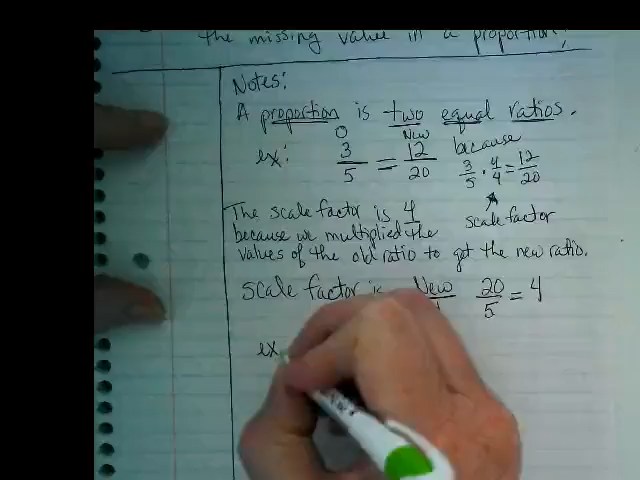 the missing value in a proportion!
Notes:
A proportion is two equal ratios.
O New because
ex: 3/5 = 12/20 3/5 · 4/4 = 12/20
The scale factor is 4 scale factor
because we multiplied the
values of the old ratio to get the new ratio.
scale factor is New 20/5 = 4
ex